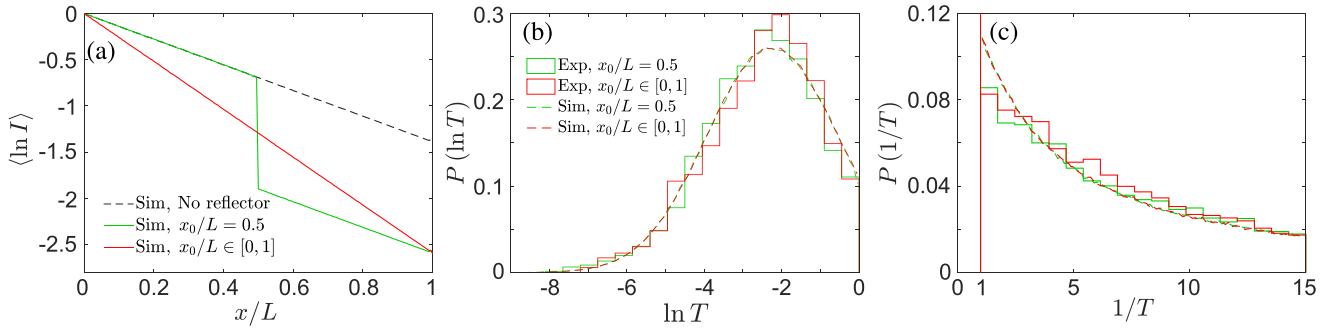 (a)
0
-0.5
-1
-1.5
-2
-2.5
⟨ln I⟩
Sim, No reflector
Sim, x₀/L = 0.5
Sim, x₀/L ∈ [0, 1]
0 0.2 0.4 0.6 0.8 1
x/L
(b)
0.3
0.2
0.1
0
P (ln T)
Exp, x₀/L = 0.5
Exp, x₀/L ∈ [0, 1]
Sim, x₀/L = 0.5
Sim, x₀/L ∈ [0, 1]
-8 -6 -4 -2 0
ln T
(c)
0.12
0.08
0.04
0
P (1/T)
0 1 5 10 15
1/T